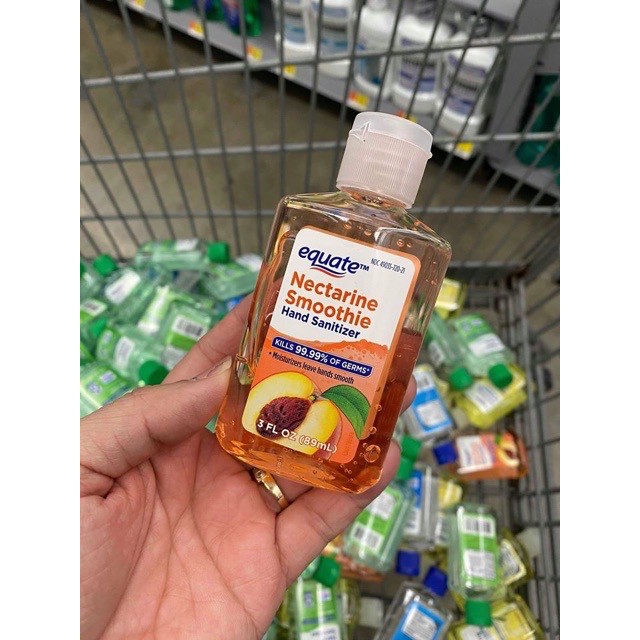 equate™
NDC 49035-720-21
Nectarine
Smoothie
Hand Sanitizer
KILLS 99.99% OF GERMS*
• Moisturizers leave hands smooth
3 FL OZ (89mL)